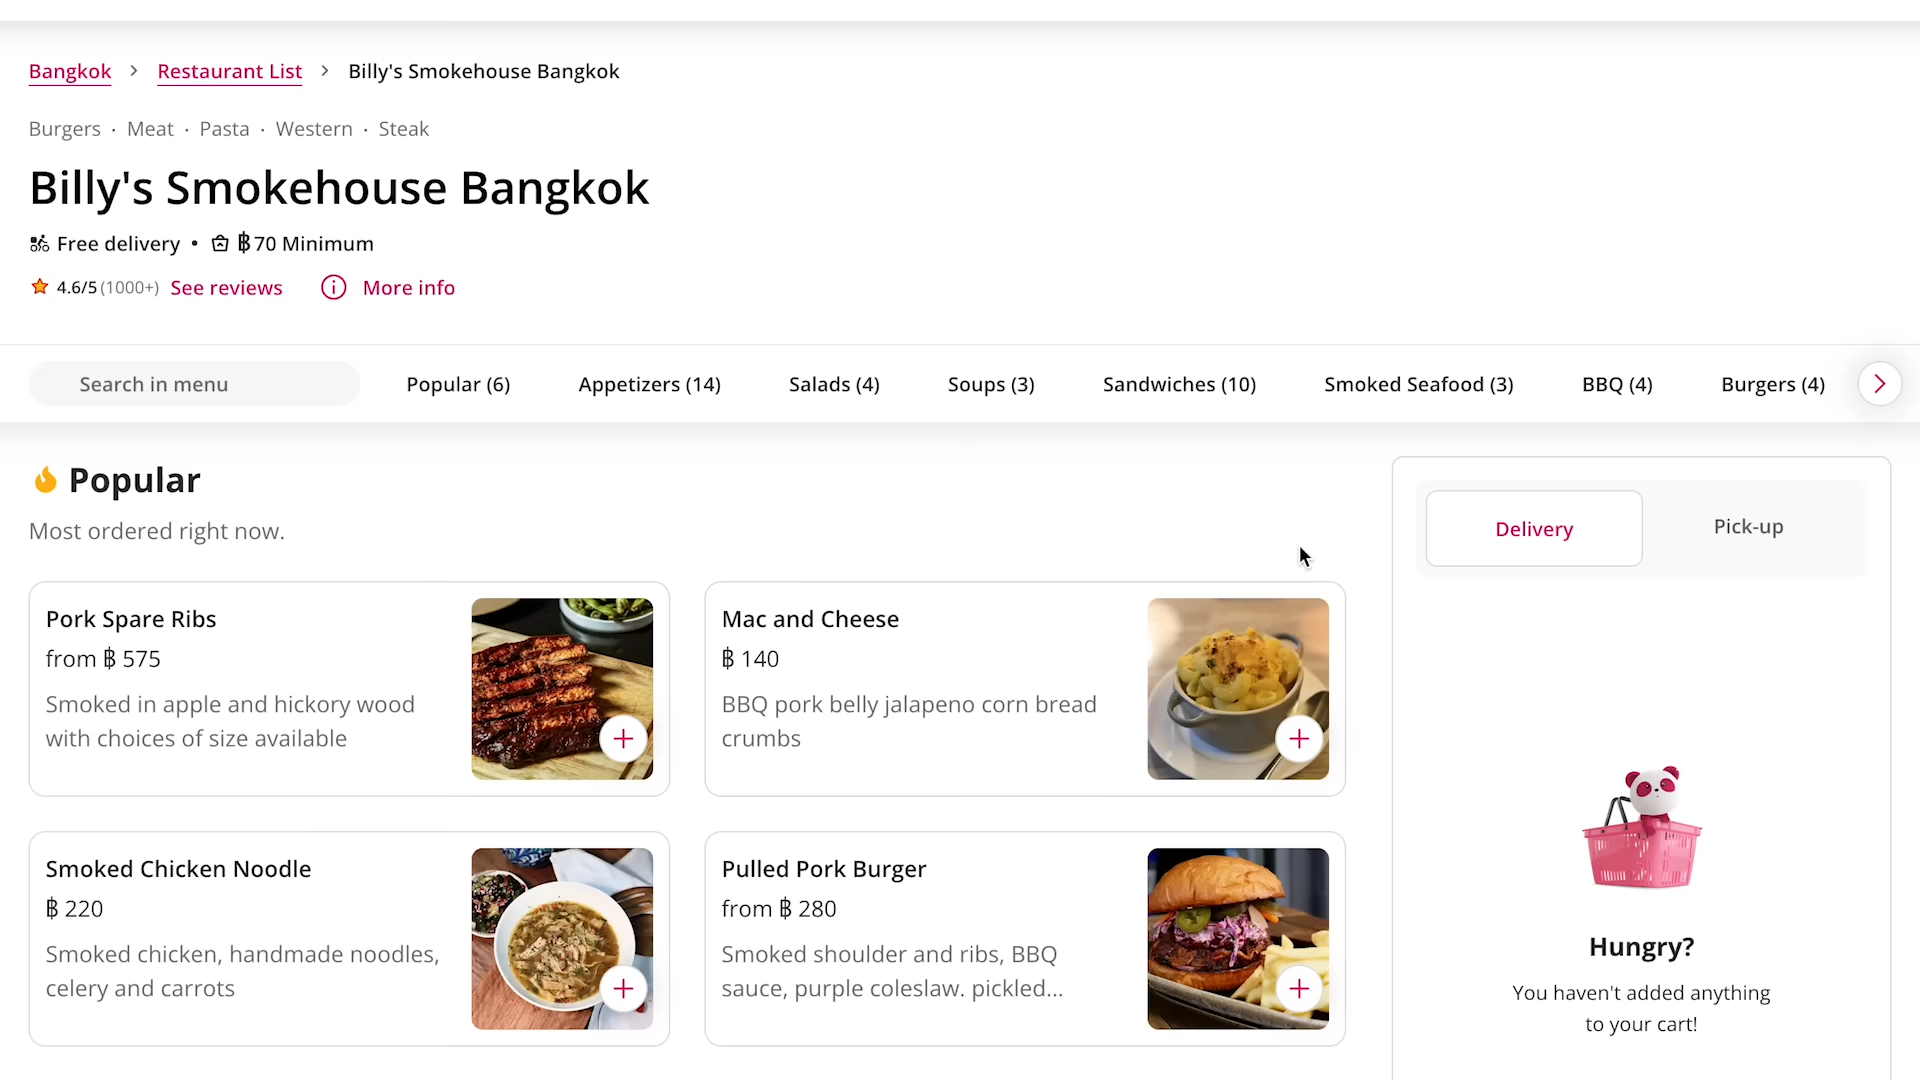 Bangkok > Restaurant List > Billy's Smokehouse Bangkok
Burgers · Meat · Pasta · Western · Steak
Billy's Smokehouse Bangkok
Free delivery • ฿70 Minimum
4.6/5 (1000+) See reviews More info
Search in menu Popular (6) Appetizers (14) Salads (4) Soups (3) Sandwiches (10) Smoked Seafood (3) BBQ (4) Burgers (4)
Popular
Most ordered right now.
Pork Spare Ribs
from ฿ 575
Smoked in apple and hickory wood
with choices of size available
Mac and Cheese
฿ 140
BBQ pork belly jalapeno corn bread
crumbs
Smoked Chicken Noodle
฿ 220
Smoked chicken, handmade noodles,
celery and carrots
Pulled Pork Burger
from ฿ 280
Smoked shoulder and ribs, BBQ
sauce, purple coleslaw. pickled...
Delivery Pick-up
Hungry?
You haven't added anything
to your cart!